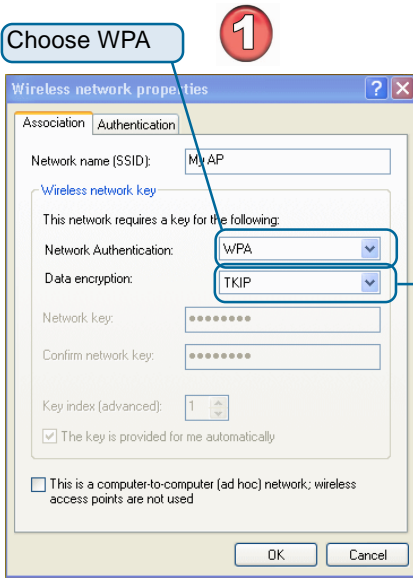 Choose WPA
1
Wireless network properties
Association Authentication
Network name (SSID): My AP
Wireless network key
This network requires a key for the following:
Network Authentication: WPA
Data encryption: TKIP
Network key: ••••••••
Confirm network key: ••••••••
Key index (advanced): 1
The key is provided for me automatically
This is a computer-to-computer (ad hoc) network; wireless
access points are not used
OK Cancel